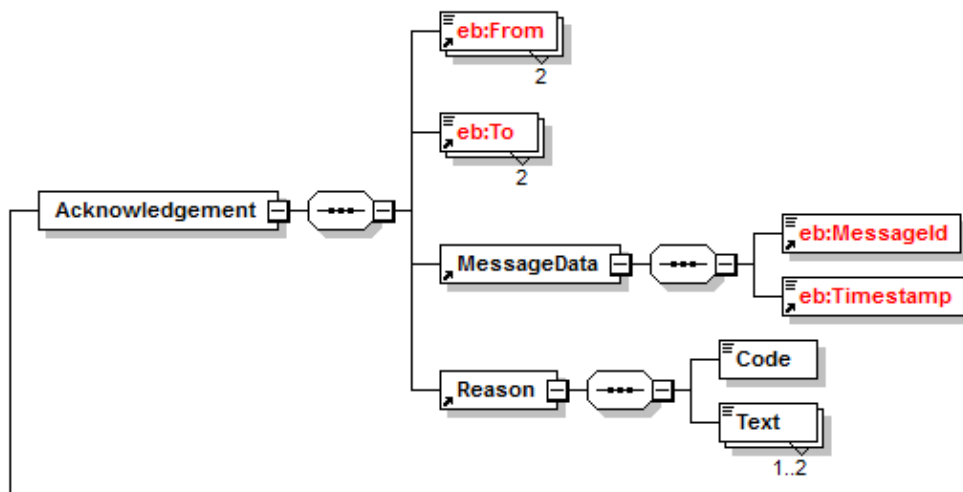 eb:From
2
eb:To
2
Acknowledgement
MessageData
eb:MessageId
eb:Timestamp
Reason
Code
Text
1..2